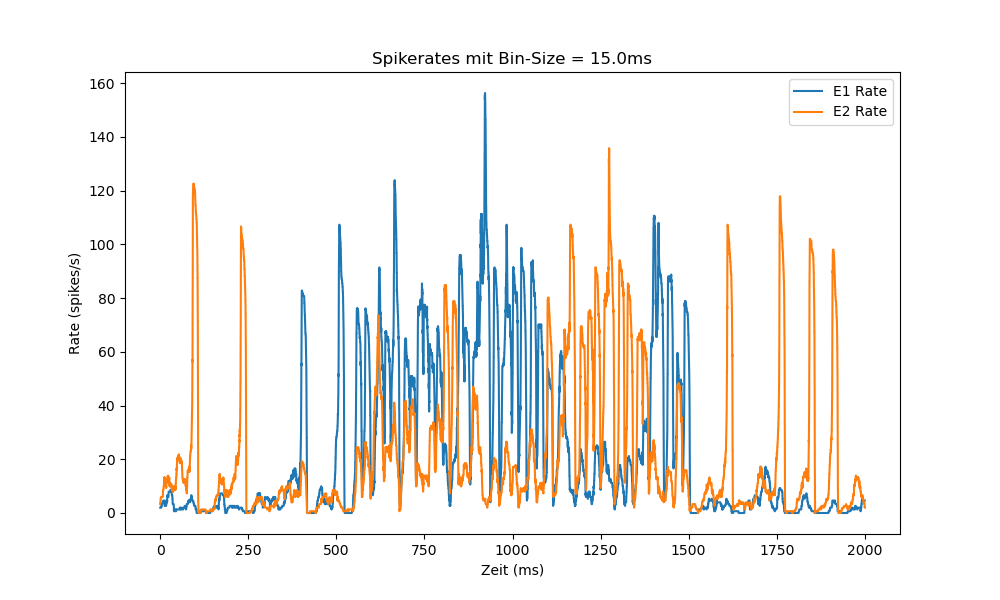 Spikerates mit Bin-Size = 15.0ms
E1 Rate
E2 Rate
Rate (spikes/s)
160
140
120
100
80
60
40
20
0
0 250 500 750 1000 1250 1500 1750 2000
Zeit (ms)